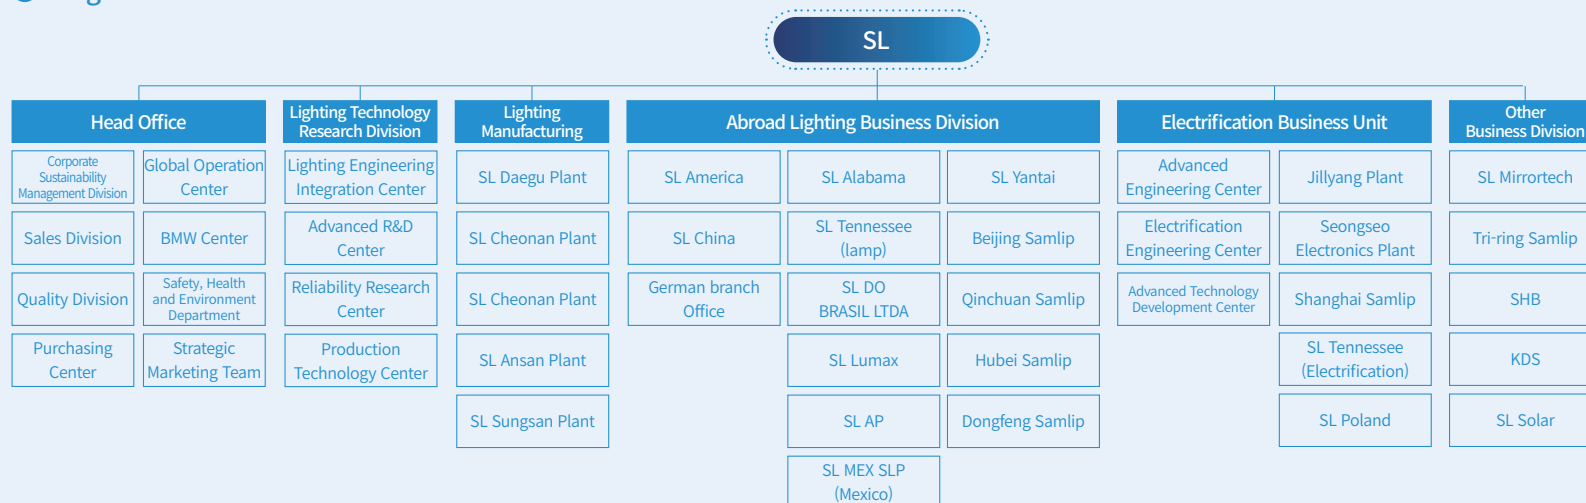 SL
Head Office
Corporate
Sustainability
Management Division
Global Operation
Center
Sales Division
BMW Center
Quality Division
Safety, Health
and Environment
Department
Purchasing
Center
Strategic
Marketing Team
Lighting Technology
Research Division
Lighting Engineering
Integration Center
Advanced R&D
Center
Reliability Research
Center
Production
Technology Center
Lighting
Manufacturing
SL Daegu Plant
SL Cheonan Plant
SL Cheonan Plant
SL Ansan Plant
SL Sungsan Plant
Abroad Lighting Business Division
SL America
SL China
German branch
Office
SL Alabama
SL Tennessee
(lamp)
SL DO
BRASIL LTDA
SL Lumax
SL AP
SL MEX SLP
(Mexico)
SL Yantai
Beijing Samlip
Qinchuan Samlip
Hubei Samlip
Dongfeng Samlip
Electrification Business Unit
Advanced
Engineering Center
Electrification
Engineering Center
Advanced Technology
Development Center
Jillyang Plant
Seongseo
Electronics Plant
Shanghai Samlip
SL Tennessee
(Electrification)
SL Poland
Other
Business Division
SL Mirrortech
Tri-ring Samlip
SHB
KDS
SL Solar